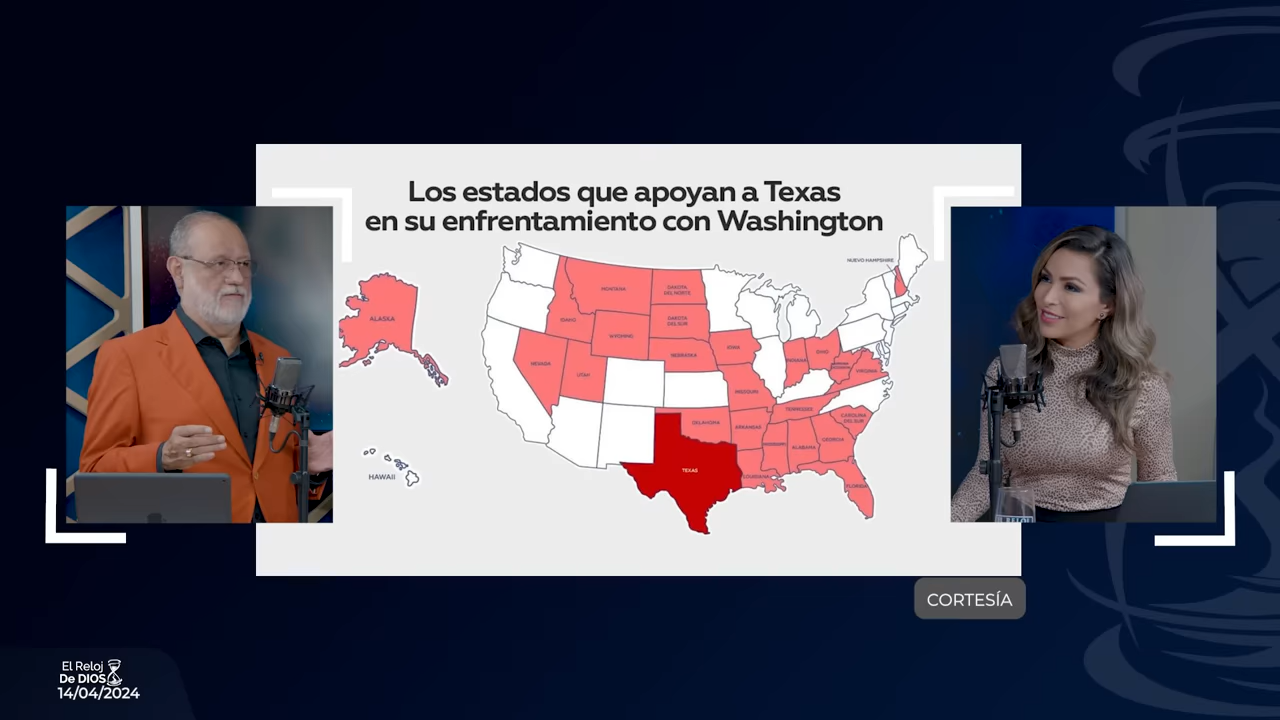 Los estados que apoyan a Texas
en su enfrentamiento con Washington
NUEVO HAMPSHIRE
ALASKA
MONTANA
DAKOTA
DEL NORTE
IDAHO
DAKOTA
DEL SUR
WYOMING
NEVADA
UTAH
NEBRASKA
IOWA
INDIANA
OHIO
VIRGINIA
MISSOURI
OKLAHOMA
ARKANSAS
TENNESSEE
CAROLINA
DEL SUR
MISSISSIPPI
ALABAMA
GEORGIA
TEXAS
LOUISIANA
FLORIDA
HAWAII
CORTESÍA
El Reloj
De DIOS
14/04/2024